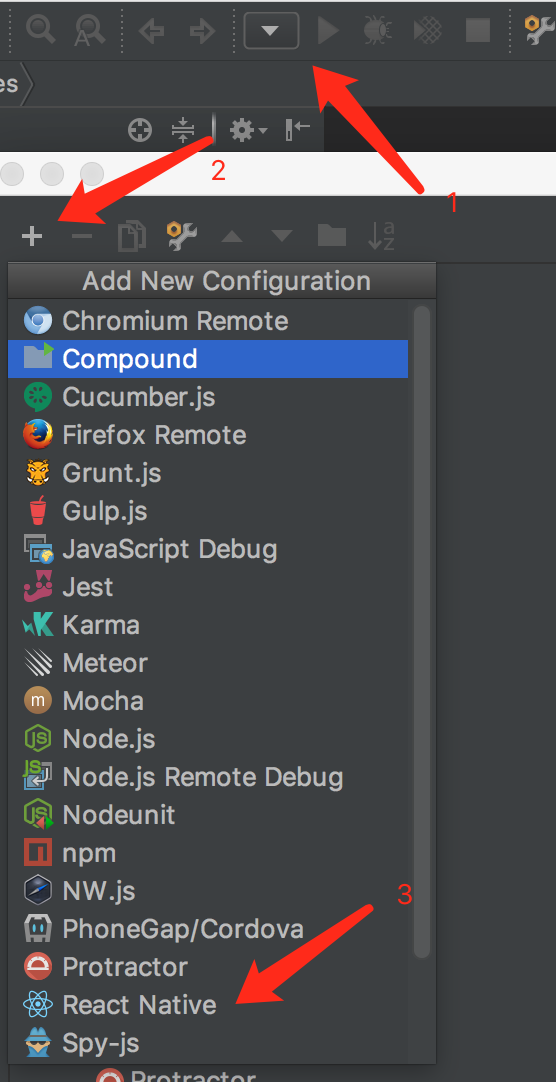 es
2
1
Add New Configuration
Chromium Remote
Compound
Cucumber.js
Firefox Remote
Grunt.js
Gulp.js
JavaScript Debug
Jest
Karma
Meteor
Mocha
Node.js
Node.js Remote Debug
Nodeunit
npm
NW.js
3
PhoneGap/Cordova
Protractor
React Native
Spy-js
Protractor